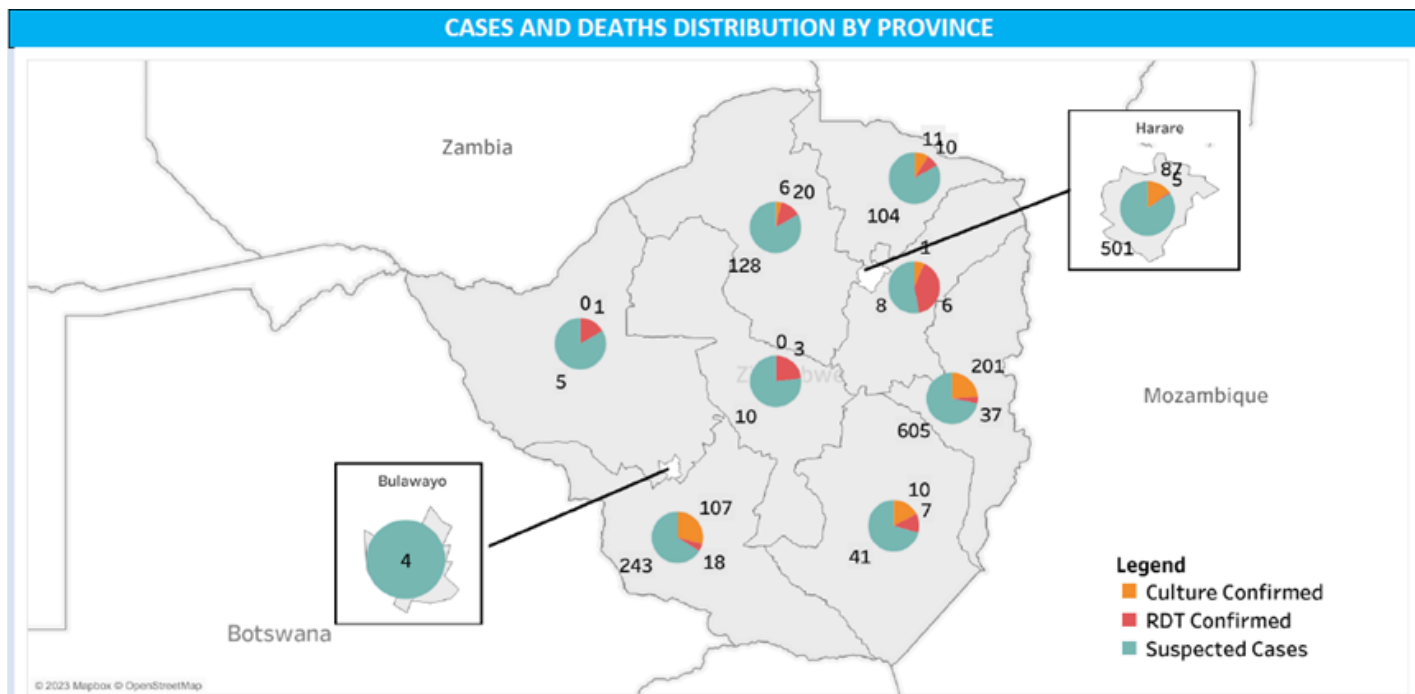 CASES AND DEATHS DISTRIBUTION BY PROVINCE
Zambia
Harare
87
5
501
11
10
104
6 20
128
1
8 6
0 1
5
0 3
10
201
37
605
Mozambique
Bulawayo
4
107
18
243
10
7
41
Botswana
Legend
Culture Confirmed
RDT Confirmed
Suspected Cases
© 2023 Mapbox © OpenStreetMap